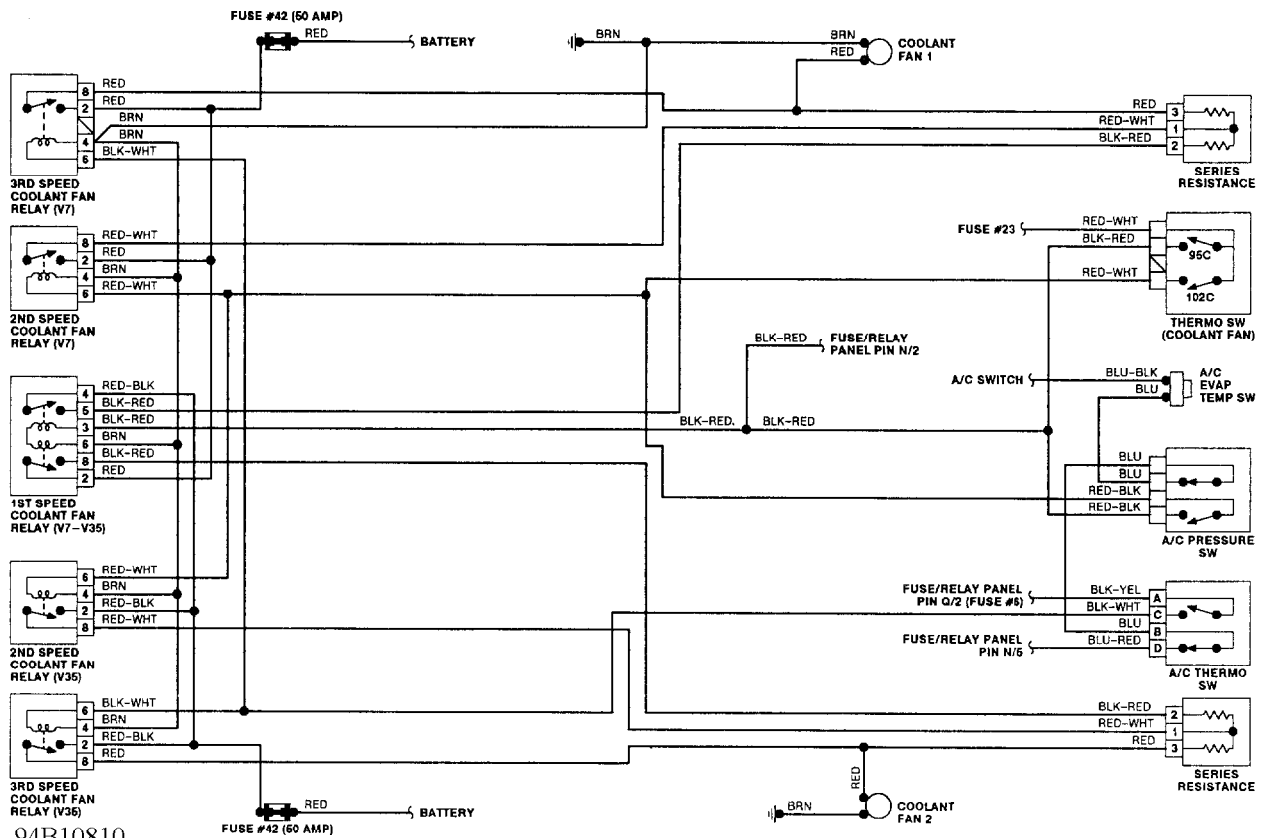 FUSE #42 (50 AMP)
RED
BATTERY
BRN
BRN
RED
COOLANT
FAN 1
8
RED
2
RED
BRN
4
BRN
6
BLK-WHT
3RD SPEED
COOLANT FAN
RELAY (V7)
RED
3
RED-WHT
1
BLK-RED
2
SERIES
RESISTANCE
8
RED-WHT
2
RED
4
BRN
6
RED-WHT
2ND SPEED
COOLANT FAN
RELAY (V7)
FUSE #23
RED-WHT
BLK-RED
RED-WHT
95C
102C
THERMO SW
(COOLANT FAN)
BLK-RED
FUSE/RELAY
PANEL PIN N/2
A/C SWITCH
BLU-BLK
BLU
A/C
EVAP
TEMP SW
4
RED-BLK
5
BLK-RED
3
BLK-RED
6
BRN
8
BLK-RED
2
RED
1ST SPEED
COOLANT FAN
RELAY (V7-V35)
BLK-RED.
BLK-RED
BLU
BLU
RED-BLK
RED-BLK
A/C PRESSURE
SW
6
RED-WHT
4
BRN
2
RED-BLK
8
RED-WHT
2ND SPEED
COOLANT FAN
RELAY (V35)
FUSE/RELAY PANEL
PIN Q/2 (FUSE #6)
FUSE/RELAY PANEL
PIN N/5
BLK-YEL
A
BLK-WHT
C
BLU
B
BLU-RED
D
A/C THERMO
SW
6
BLK-WHT
4
BRN
2
RED-BLK
8
RED
3RD SPEED
COOLANT FAN
RELAY (V35)
BLK-RED
2
RED-WHT
1
RED
3
SERIES
RESISTANCE
RED
BATTERY
FUSE #42 (50 AMP)
RED
BRN
COOLANT
FAN 2
94B10810